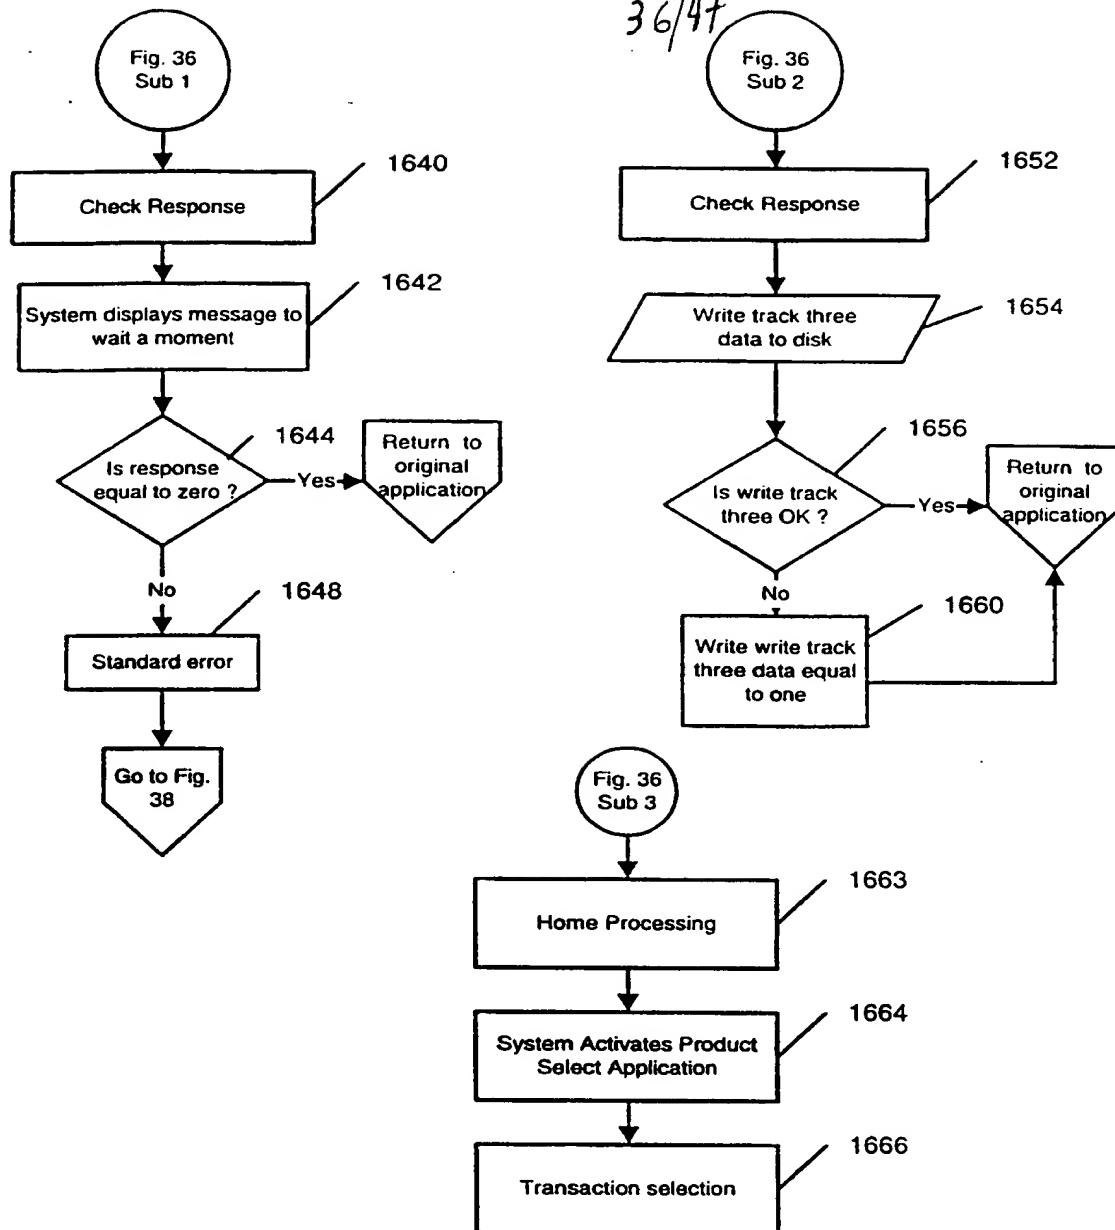 36/47
Fig. 36
Sub 1
1640
Check Response
1642
System displays message to
wait a moment
1644
Is response
equal to zero ?
Yes
Return to
original
application
No
1648
Standard error
Go to Fig.
38
Fig. 36
Sub 2
1652
Check Response
1654
Write track three
data to disk
1656
Is write track
three OK ?
Yes
Return to
original
application
No
1660
Write write track
three data equal
to one
Fig. 36
Sub 3
1663
Home Processing
1664
System Activates Product
Select Application
1666
Transaction selection